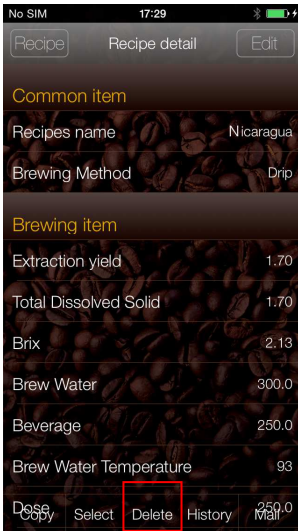 No SIM 17:29
Recipe Recipe detail Edit
Common item
Recipes name Nicaragua
Brewing Method Drip
Brewing item
Extraction yield 1.70
Total Dissolved Solid 1.70
Brix 2.13
Brew Water 300.0
Beverage 250.0
Brew Water Temperature 93
Dose 250.0
Copy Select Delete History Mail